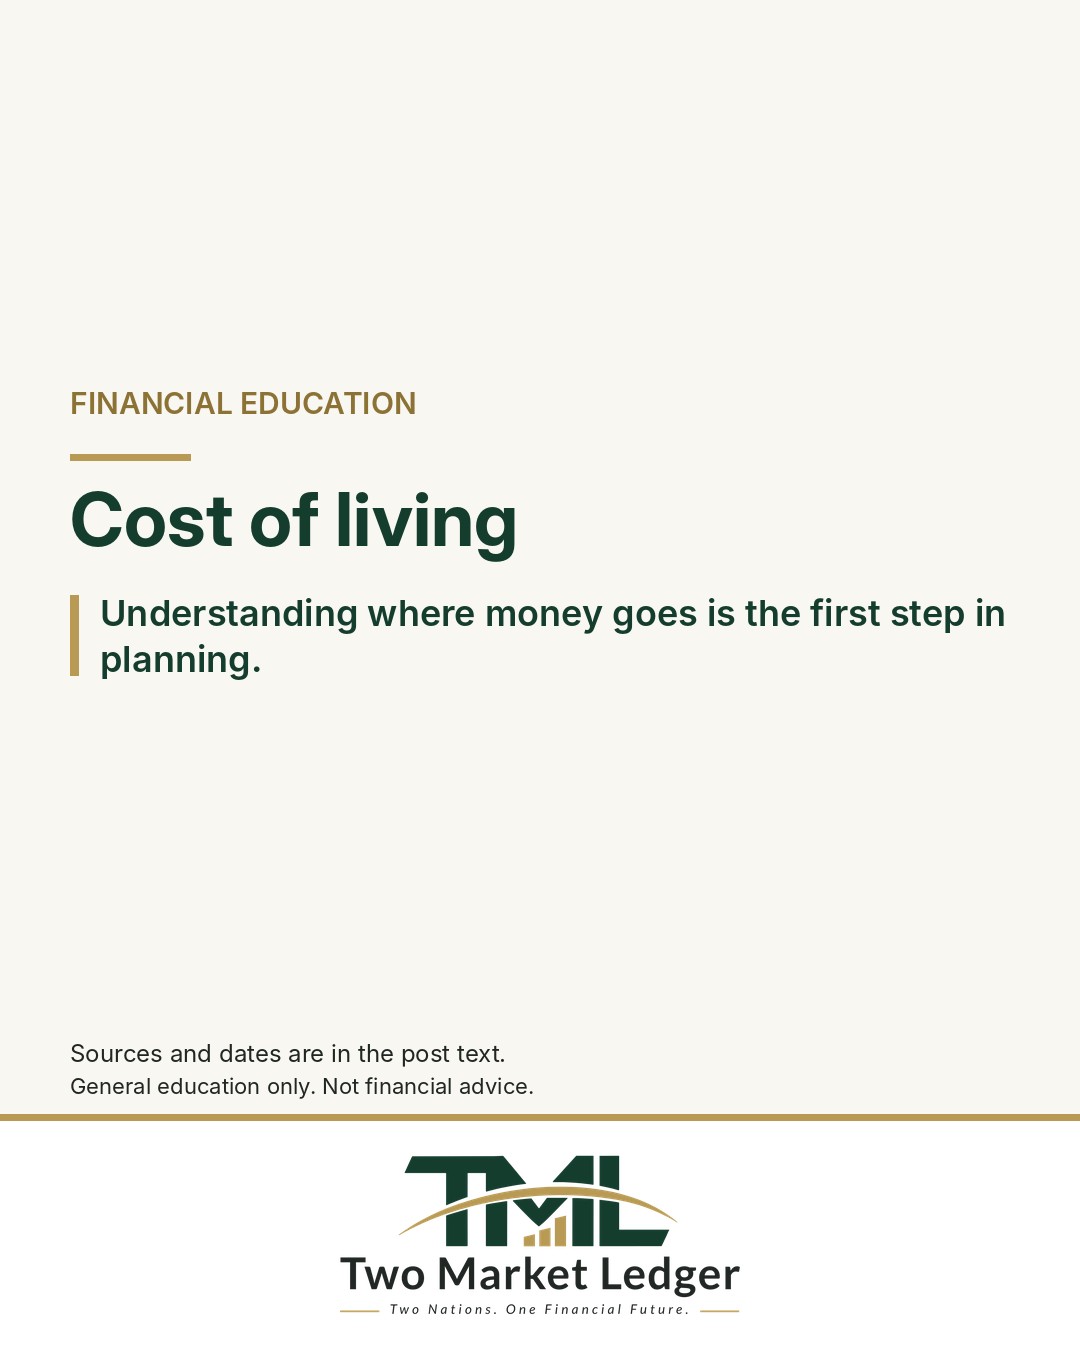 FINANCIAL EDUCATION
Cost of living
Understanding where money goes is the first step in
planning.
Sources and dates are in the post text.
General education only. Not financial advice.
TML
Two Market Ledger
Two Nations. One Financial Future.